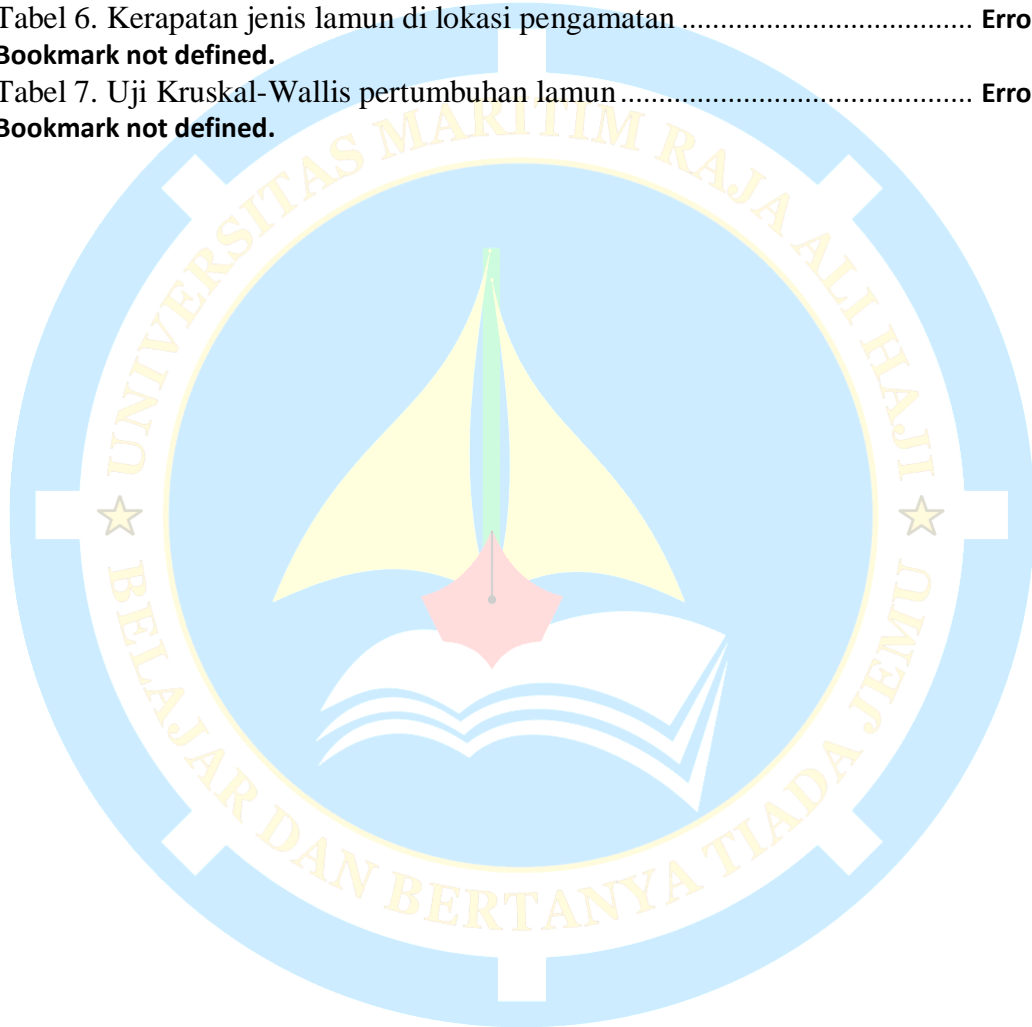 Tabel 6. Kerapatan jenis lamun di lokasi pengamatan .................................. Erro
Bookmark not defined.
Tabel 7. Uji Kruskal-Wallis pertumbuhan lamun ......................................... Erro
Bookmark not defined.
UNIVERSITAS MARITIM RAJA ALI HAJI
BELAJAR DAN BERTANYA TIADA JEMU